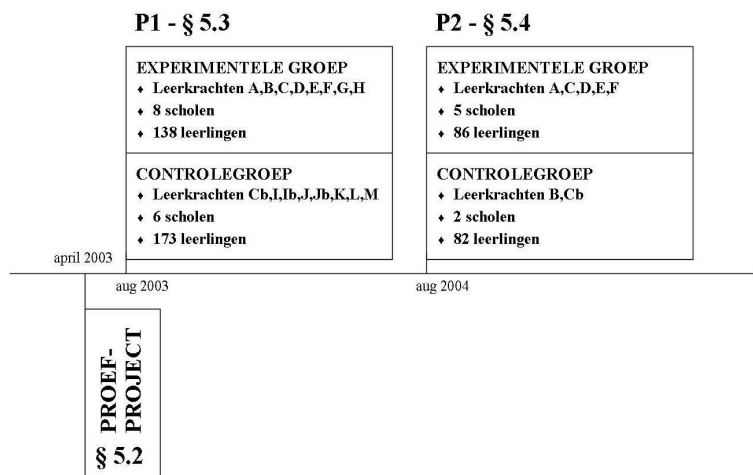 P1 - § 5.3
EXPERIMENTELE GROEP
♦ Leerkrachten A,B,C,D,E,F,G,H
♦ 8 scholen
♦ 138 leerlingen
CONTROLEGROEP
♦ Leerkrachten Cb,I,Ib,J,Jb,K,L,M
♦ 6 scholen
♦ 173 leerlingen
P2 - § 5.4
EXPERIMENTELE GROEP
♦ Leerkrachten A,C,D,E,F
♦ 5 scholen
♦ 86 leerlingen
CONTROLEGROEP
♦ Leerkrachten B,Cb
♦ 2 scholen
♦ 82 leerlingen
april 2003
aug 2003
aug 2004
PROEF-
PROJECT
§ 5.2